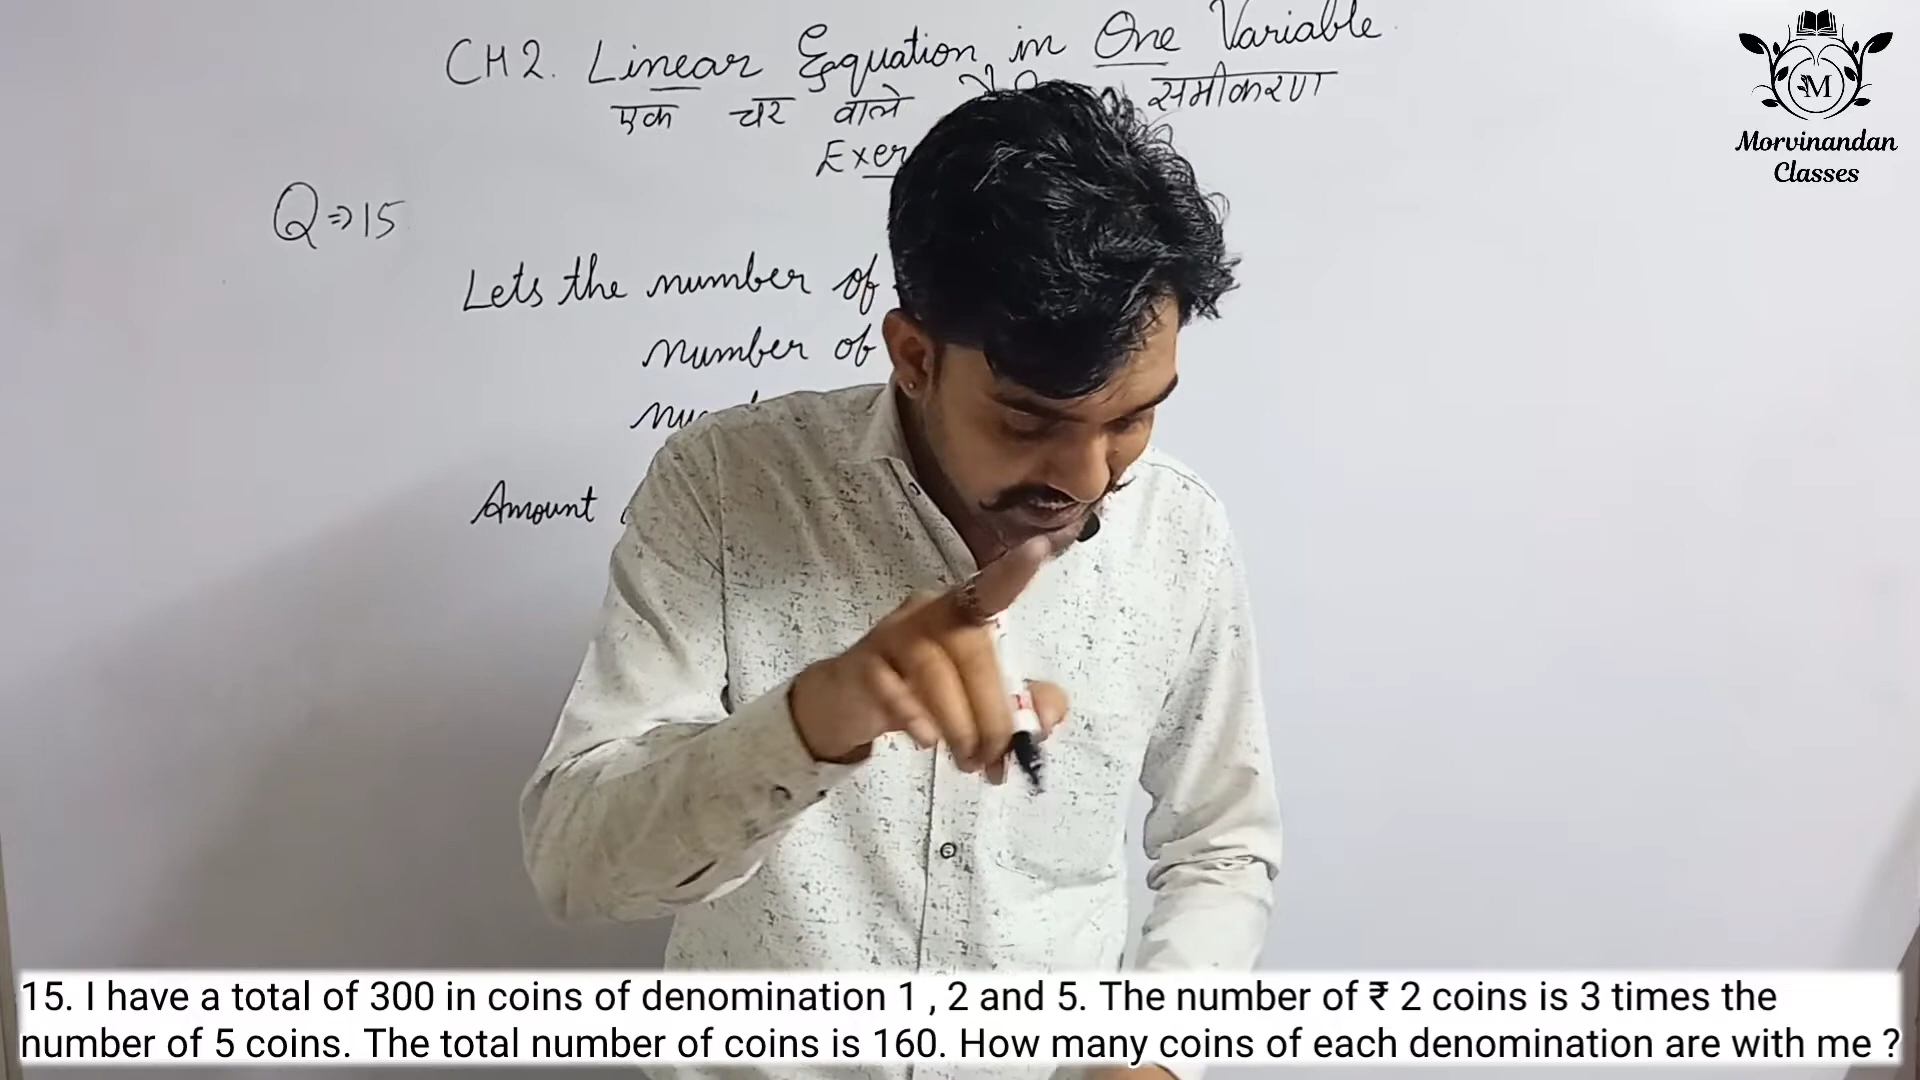 CH 2. Linear Equation in One Variable
एक चर वाले समीकरण
Q⇒15
Lets the number of
number of
Amount
M
Morvinandan
Classes
15. I have a total of 300 in coins of denomination 1 , 2 and 5. The number of ₹ 2 coins is 3 times the
number of 5 coins. The total number of coins is 160. How many coins of each denomination are with me ?